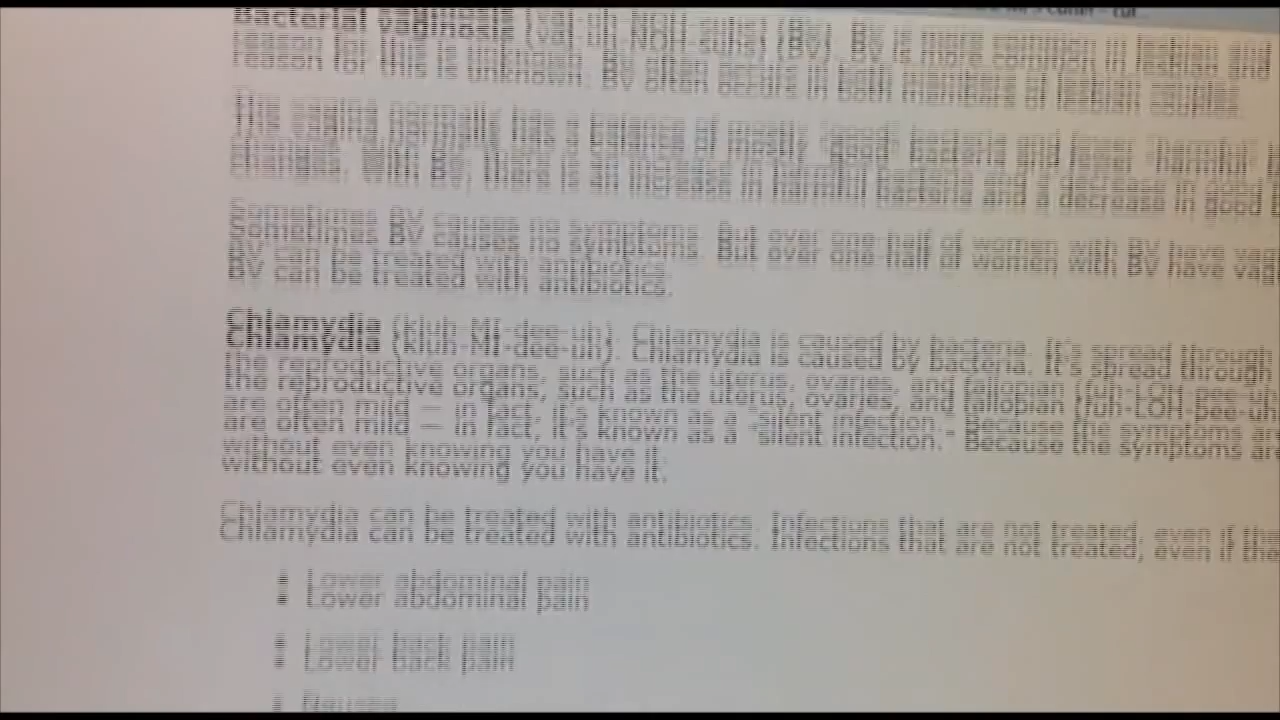 Bacterial vaginosis (vaj-uh-NOH-suhs) (BV). BV is more common in lesbian and
reason for this is unknown. BV often occurs in both members of lesbian couples.
The vagina normally has a balance of mostly "good" bacteria and fewer "harmful"
changes. With BV, there is an increase in harmful bacteria and a decrease in good
Sometimes BV causes no symptoms. But over one-half of women with BV have
BV can be treated with antibiotics.
Chlamydia (kluh-MI-dee-uh). Chlamydia is caused by bacteria. It's spread through
the reproductive organs, such as the uterus, ovaries, and fallopian (fuh-LOH-pee-uh
are often mild — in fact, it's known as a "silent infection." Because the symptoms are
without even knowing you have it.
Chlamydia can be treated with antibiotics. Infections that are not treated, even if
• Lower abdominal pain
• Lower back pain
• Nausea